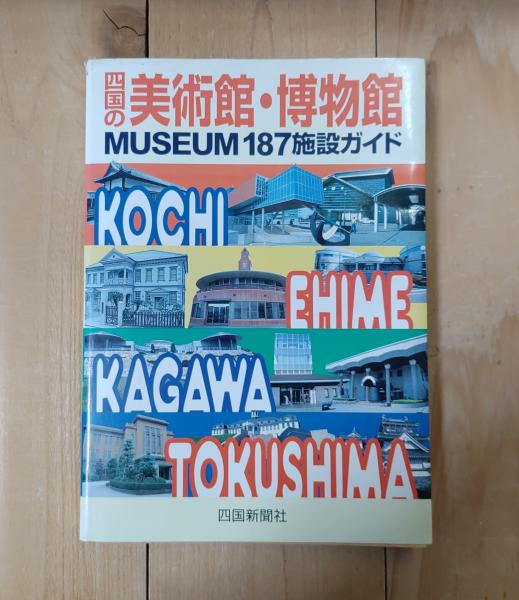 四国の美術館・博物館
MUSEUM 187施設ガイド
KOCHI
EHIME
KAGAWA
TOKUSHIMA
四国新聞社